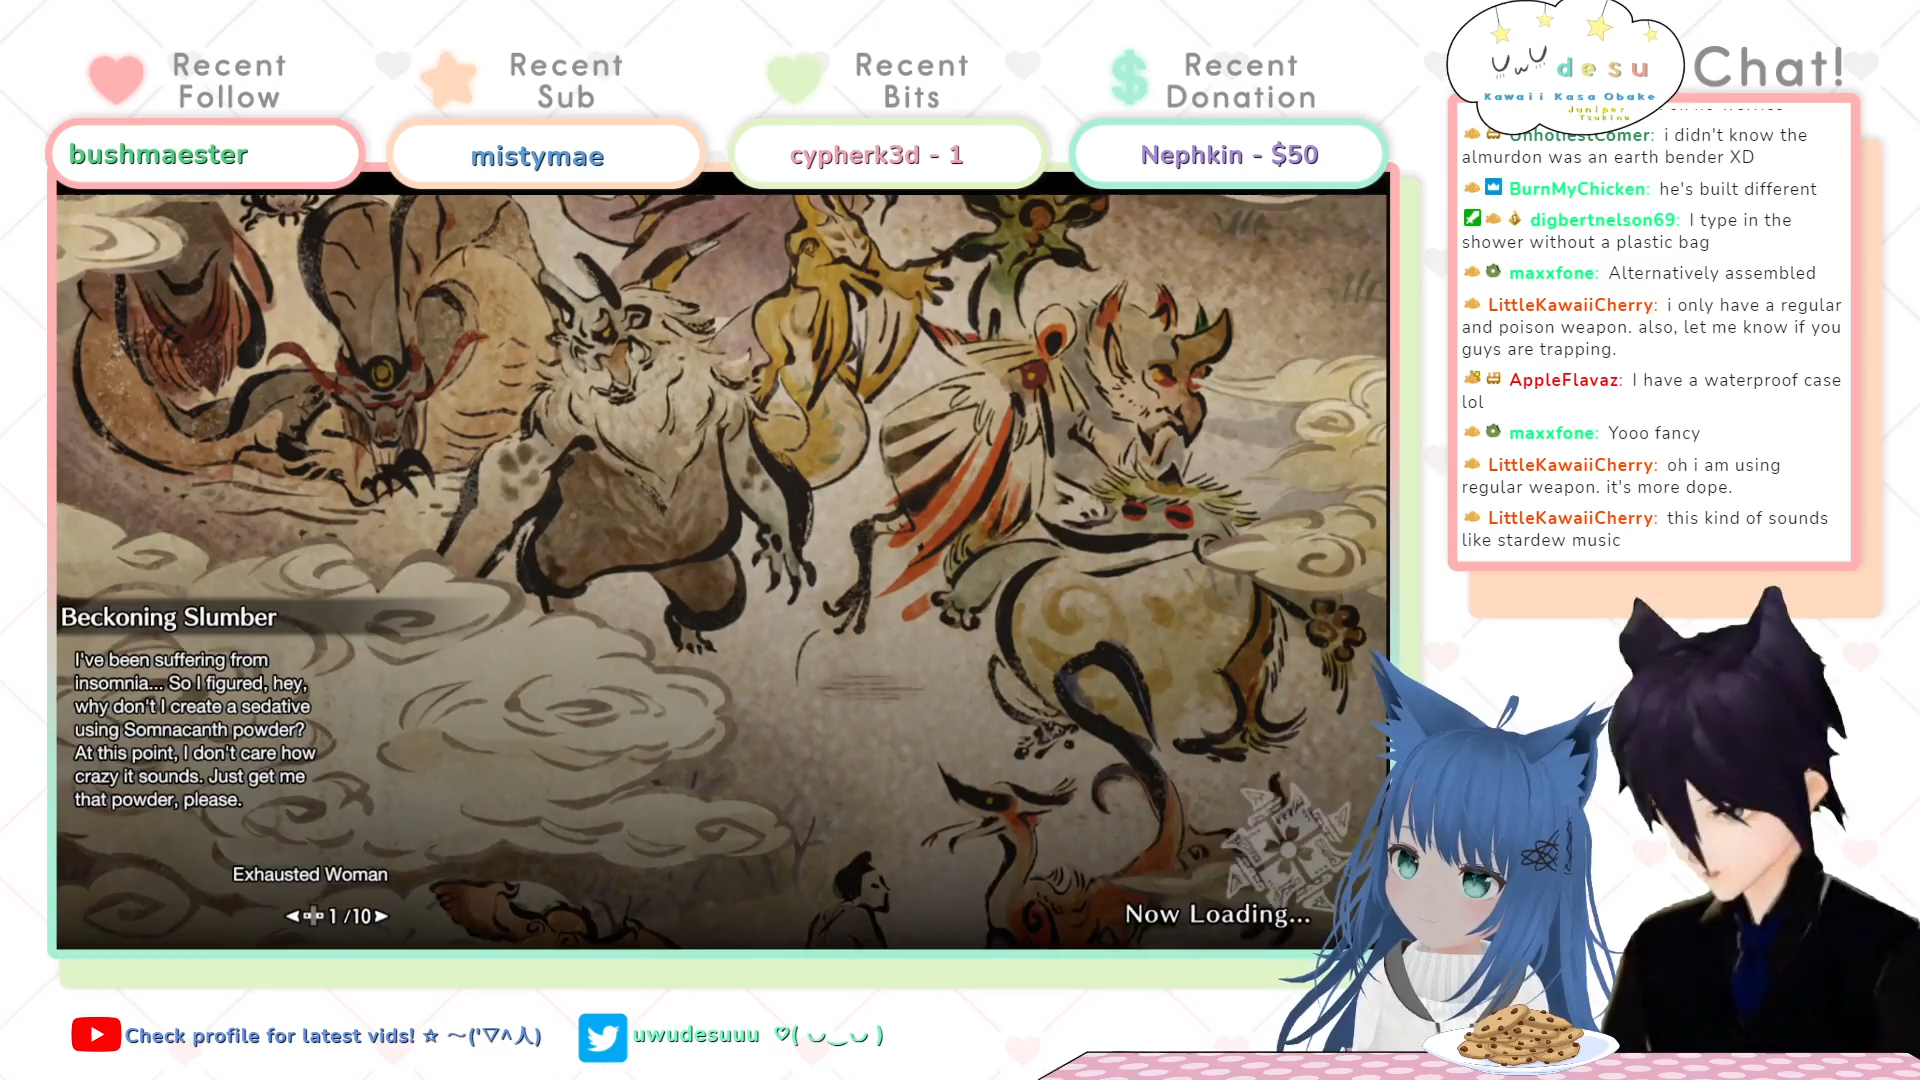 Recent
Follow
Recent
Sub
Recent
Bits
Recent
Donation
bushmaester
mistymae
cypherk3d - 1
Nephkin - $50
UwU desu
Kawaii Kasa Obake
Juniper
Tsukino
Chat!
UnholiestComer: i didn't know the
almurdon was an earth bender XD
BurnMyChicken: he's built different
digbertnelson69: I type in the
shower without a plastic bag
maxxfone: Alternatively assembled
LittleKawaiiCherry: i only have a regular
and poison weapon. also, let me know if you
guys are trapping.
AppleFlavaz: I have a waterproof case
lol
maxxfone: Yooo fancy
LittleKawaiiCherry: oh i am using
regular weapon. it's more dope.
LittleKawaiiCherry: this kind of sounds
like stardew music
Beckoning Slumber
I've been suffering from
insomnia... So I figured, hey,
why don't I create a sedative
using Somnacanth powder?
At this point, I don't care how
crazy it sounds. Just get me
that powder, please.
Exhausted Woman
1 /10
Now Loading...
Check profile for latest vids! ☆ ～('▽^人)
uwudesuuu ♡( ◡‿◡ )